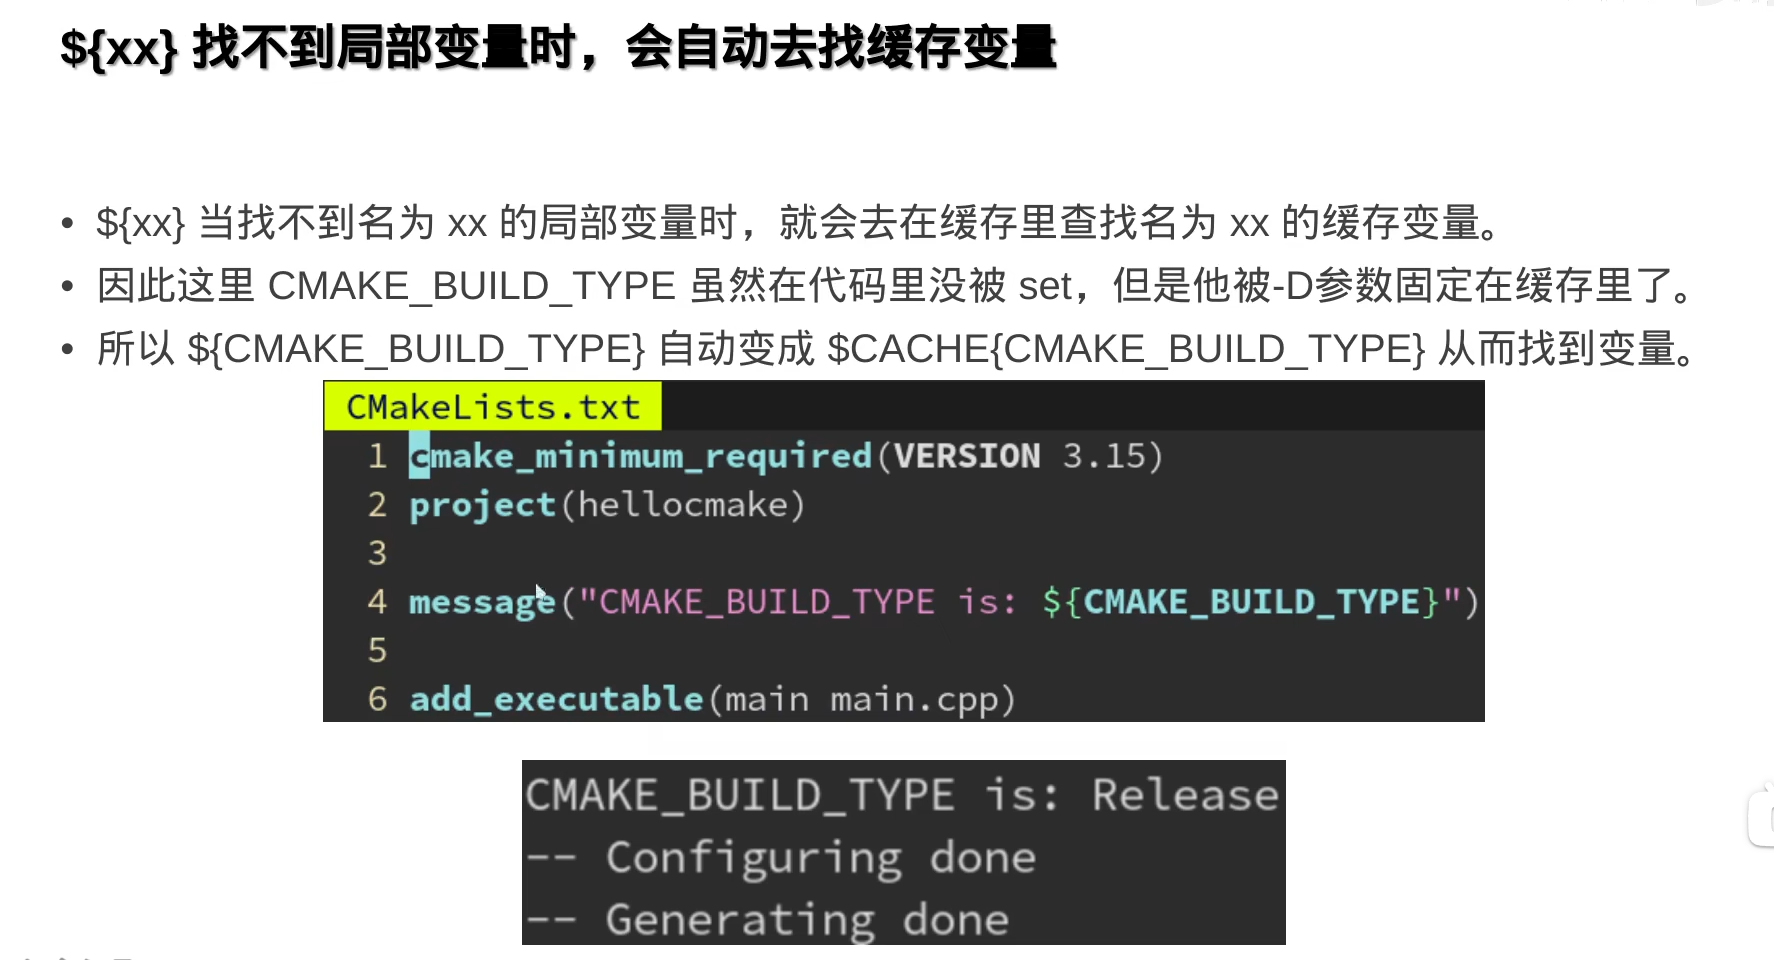 ${xx} 找不到局部变量时，会自动去找缓存变量
• ${xx} 当找不到名为 xx 的局部变量时，就会去在缓存里查找名为 xx 的缓存变量。
• 因此这里 CMAKE_BUILD_TYPE 虽然在代码里没被 set，但是他被-D参数固定在缓存里了。
• 所以 ${CMAKE_BUILD_TYPE} 自动变成 $CACHE{CMAKE_BUILD_TYPE} 从而找到变量。
CMakeLists.txt
1 cmake_minimum_required(VERSION 3.15)
2 project(hellocmake)
3
4 message("CMAKE_BUILD_TYPE is: ${CMAKE_BUILD_TYPE}")
5
6 add_executable(main main.cpp)
CMAKE_BUILD_TYPE is: Release
-- Configuring done
-- Generating done